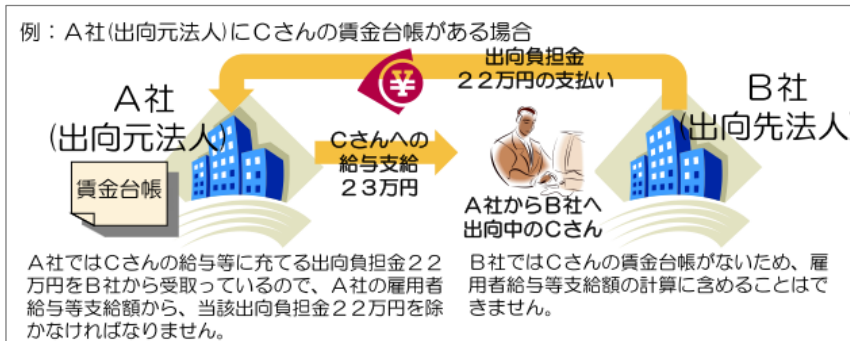 例：Ａ社(出向元法人)にＣさんの賃金台帳がある場合
出向負担金
２２万円の支払い
Ａ社
(出向元法人)
Ｂ社
(出向先法人)
¥
Ｃさんへの
給与支給
２３万円
賃金台帳
Ａ社からＢ社へ
出向中のＣさん
Ａ社ではＣさんの給与等に充てる出向負担金２２
万円をＢ社から受取っているので、Ａ社の雇用者
給与等支給額から、当該出向負担金２２万円を除
かなければなりません。
Ｂ社ではＣさんの賃金台帳がないため、雇
用者給与等支給額の計算に含めることはで
きません。